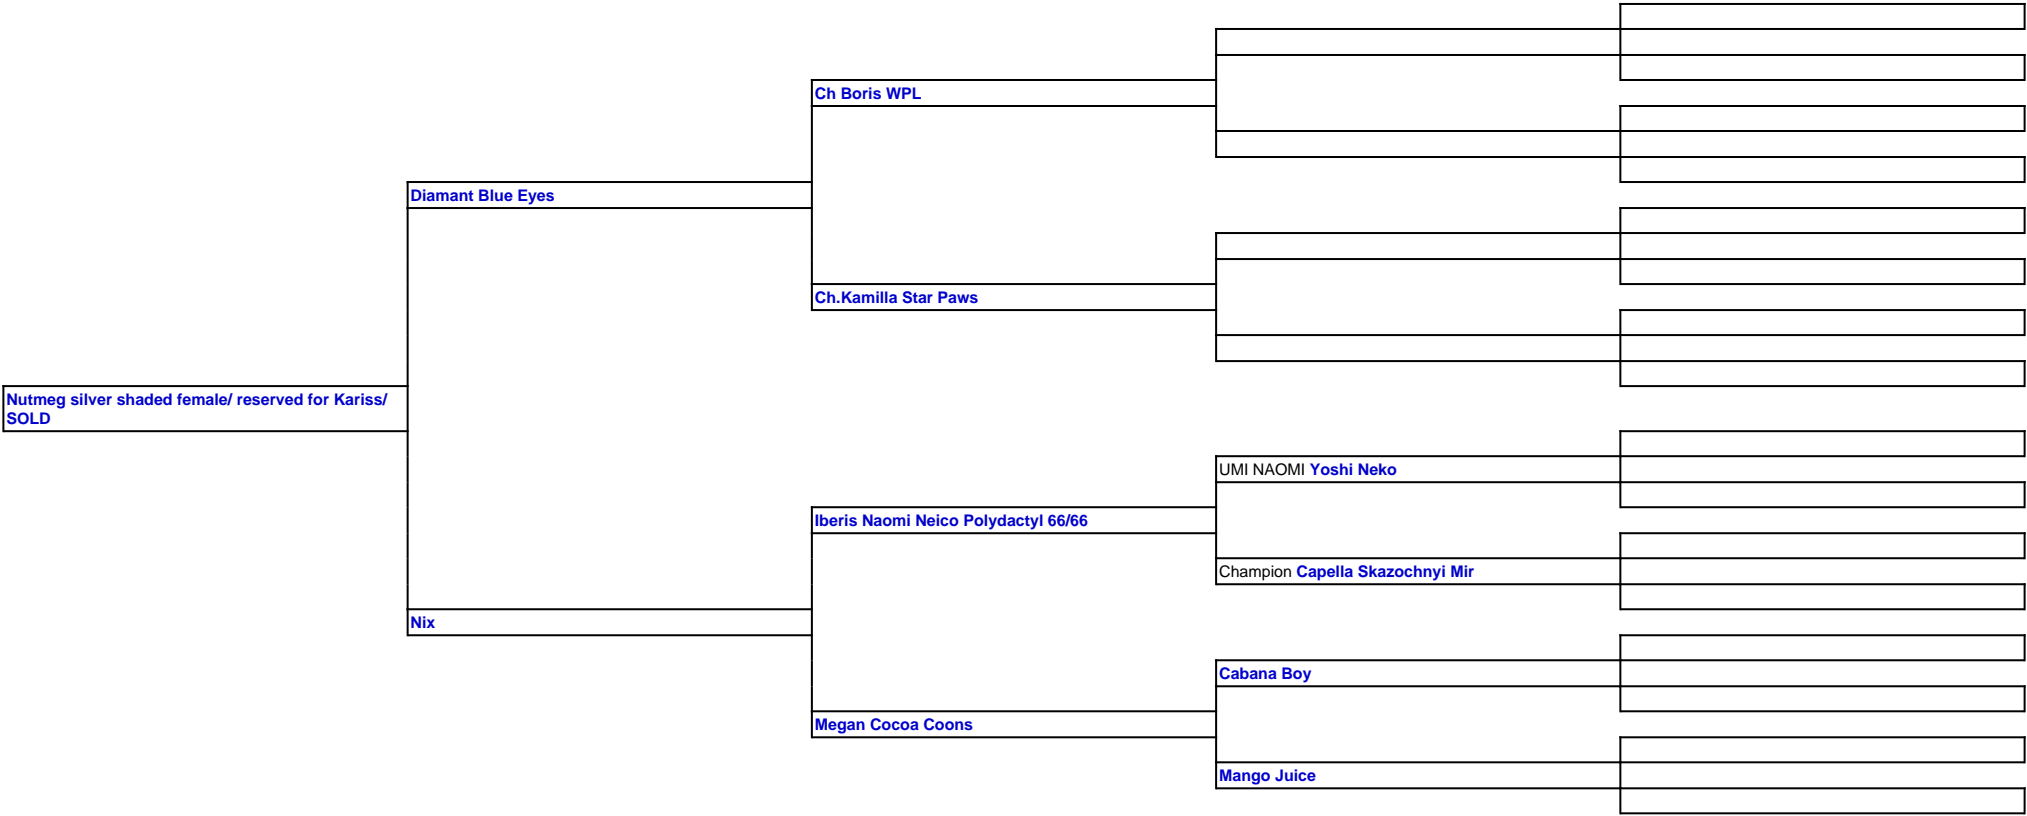 Ch Boris WPL
Diamant Blue Eyes
Ch.Kamilla Star Paws
Nutmeg silver shaded female/ reserved for Kariss/
SOLD
UMI NAOMI Yoshi Neko
Iberis Naomi Neico Polydactyl 66/66
Champion Capella Skazochnyi Mir
Nix
Cabana Boy
Megan Cocoa Coons
Mango Juice